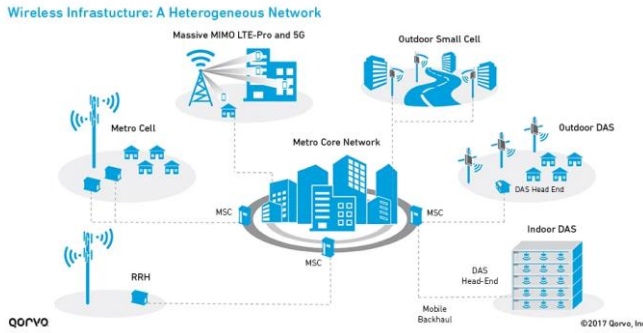 Wireless Infrastucture: A Heterogeneous Network
Massive MIMO LTE-Pro and 5G
Outdoor Small Cell
Metro Cell
Metro Core Network
Outdoor DAS
DAS Head End
MSC
MSC
MSC
Indoor DAS
RRH
DAS
Head-End
Mobile
Backhaul
QORVO
©2017 Qorvo, Inc